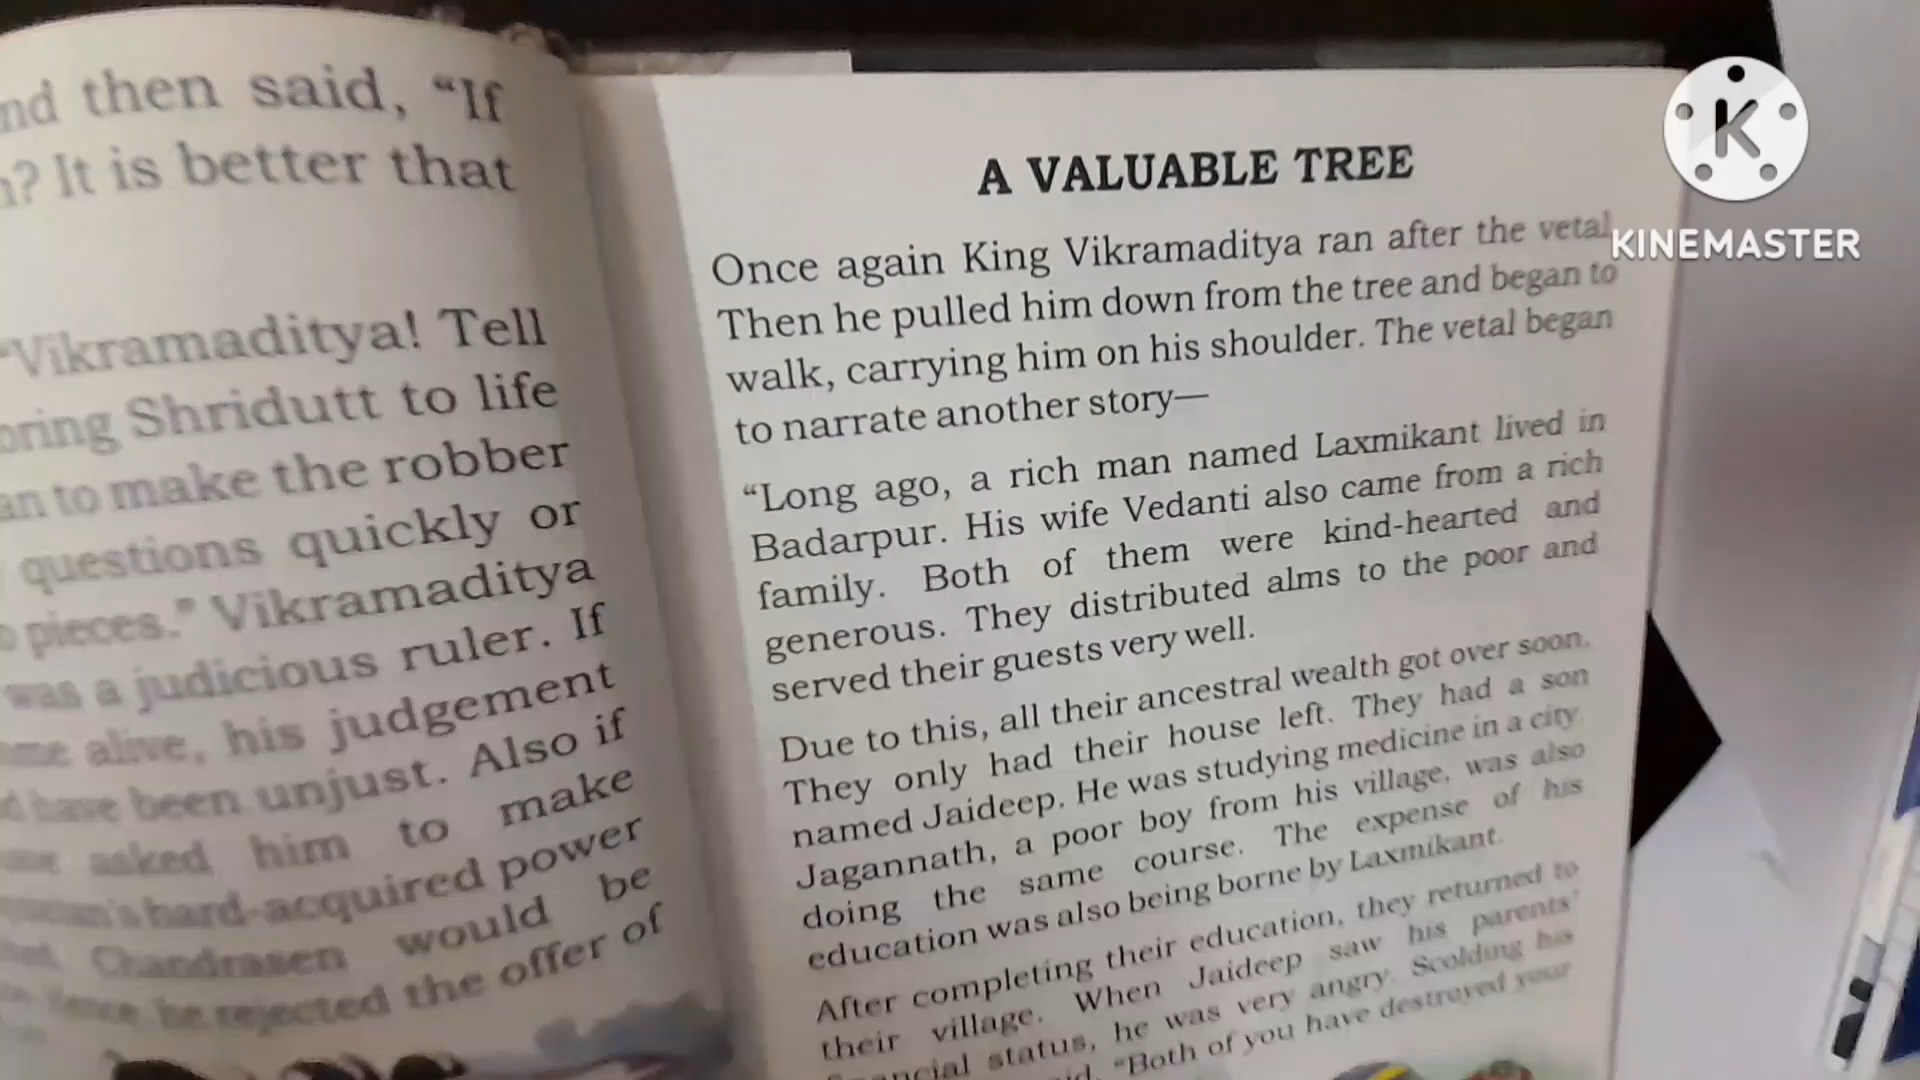 nd then said, “If
? It is better that
“Vikramaditya! Tell
Shridutt to life
to make the robber
questions quickly or
pieces.” Vikramaditya
was a judicious ruler. If
alive, his judgement
have been unjust. Also if
asked him to make
hard-acquired power
Chandrasen would be
he rejected the offer of
A VALUABLE TREE
Once again King Vikramaditya ran after the vetal.
Then he pulled him down from the tree and began to
walk, carrying him on his shoulder. The vetal began
to narrate another story—
“Long ago, a rich man named Laxmikant lived in
Badarpur. His wife Vedanti also came from a rich
family. Both of them were kind-hearted and
generous. They distributed alms to the poor and
served their guests very well.
Due to this, all their ancestral wealth got over soon.
They only had their house left. They had a son
named Jaideep. He was studying medicine in a city.
Jagannath, a poor boy from his village, was also
doing the same course. The expense of his
education was also being borne by Laxmikant.
After completing their education, they returned to
their village. When Jaideep saw his parents’
status, he was very angry. Scolding his
“Both of you have destroyed your
K
KINEMASTER